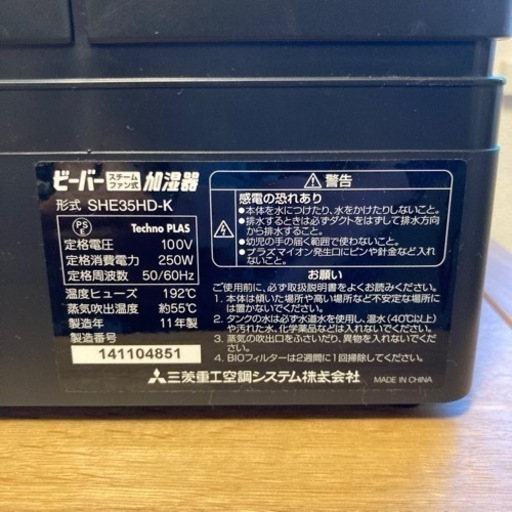 ビーバー スチームファン式 加湿器
形式 SHE35HD-K
PS E Techno PLAS
定格電圧 100V
定格消費電力 250W
定格周波数 50/60Hz
温度ヒューズ 192℃
蒸気吹出温度 約55℃
製造年 11年製
製造番号
141104851
警告
感電の恐れあり
●本体を水につけたり、水をかけたりしないこと。
●排水するときは必ずダクトをはずして排水方向
から排水すること。
●幼児の手の届く範囲で使わないこと。
●プラズマイオン発生口にピンや針金など入れ
ないこと。
お願い
ご使用前に、必ず取扱説明書をよくお読みください。
1. 本体は傾いた場所や高い場所など不安定な場所に
は置かないでください。
2. タンクの水は必ず水道水を使用し、温水(40℃以上)
や汚れた水、化学薬品などは入れないこと。
3. 蒸気の吹出口をふさいだり、異物を入れないで
ください。
4. BIOフィルターは2週間に1回掃除してください。
三菱重工空調システム株式会社 MADE IN CHINA